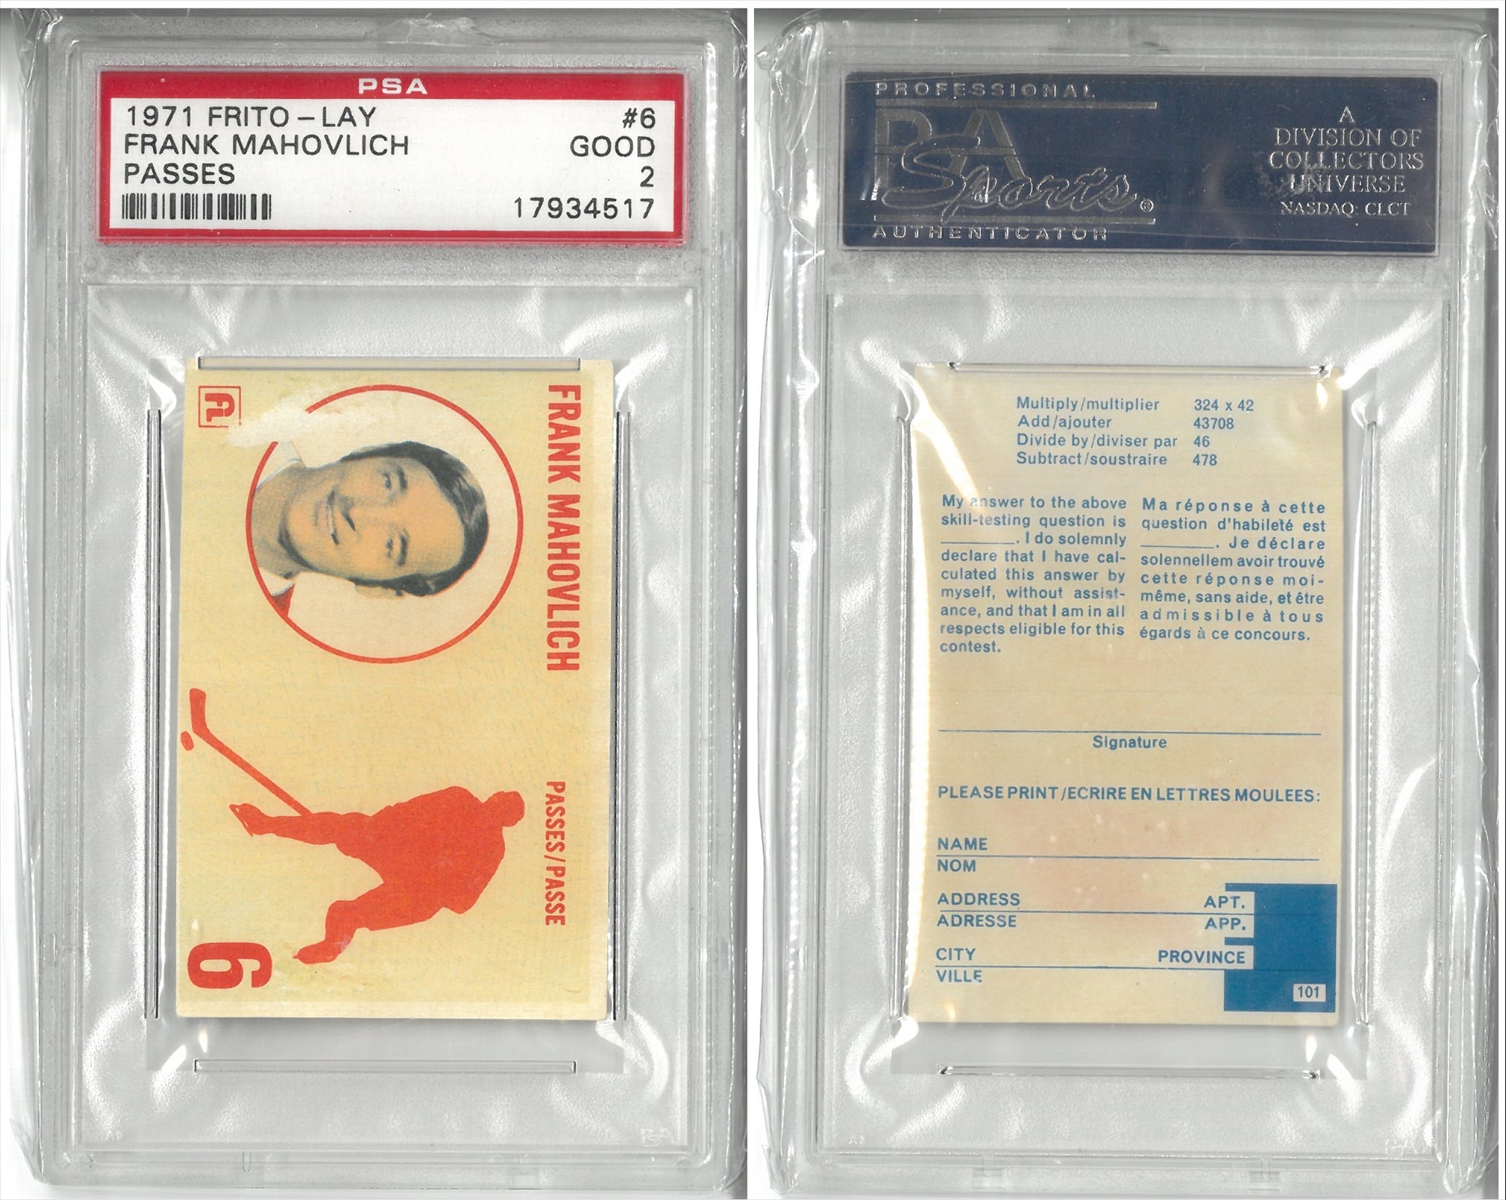 PSA
1971 FRITO-LAY #6
FRANK MAHOVLICH GOOD
PASSES 2
17934517
FRANK MAHOVLICH
PASSES/PASSE
6
PROFESSIONAL
PSA
Sports®
AUTHENTICATOR
A
DIVISION OF
COLLECTORS
UNIVERSE
NASDAQ: CLCT
Multiply/multiplier 324 x 42
Add/ajouter 43708
Divide by/diviser par 46
Subtract/soustraire 478
My answer to the above
skill-testing question is
________. I do solemnly
declare that I have cal-
culated this answer by
myself, without assist-
ance, and that I am in all
respects eligible for this
contest.
Ma réponse à cette
question d'habileté est
________. Je déclare
solennellem avoir trouvé
cette réponse moi-
même, sans aide, et être
admissible à tous
égards à ce concours.
Signature
PLEASE PRINT/ECRIRE EN LETTRES MOULEES:
NAME
NOM
ADDRESS APT.
ADRESSE APP.
CITY PROVINCE
VILLE
101